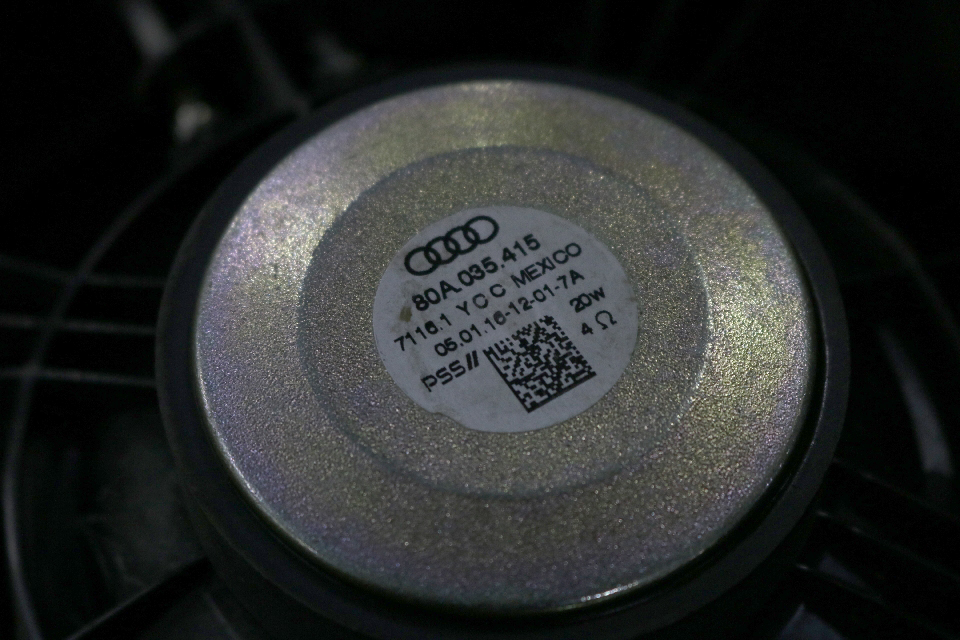 80A.035.415
7116.1 YCC MEXICO
05.01.16-12-01-7A
20W
4 Ω
PSS//